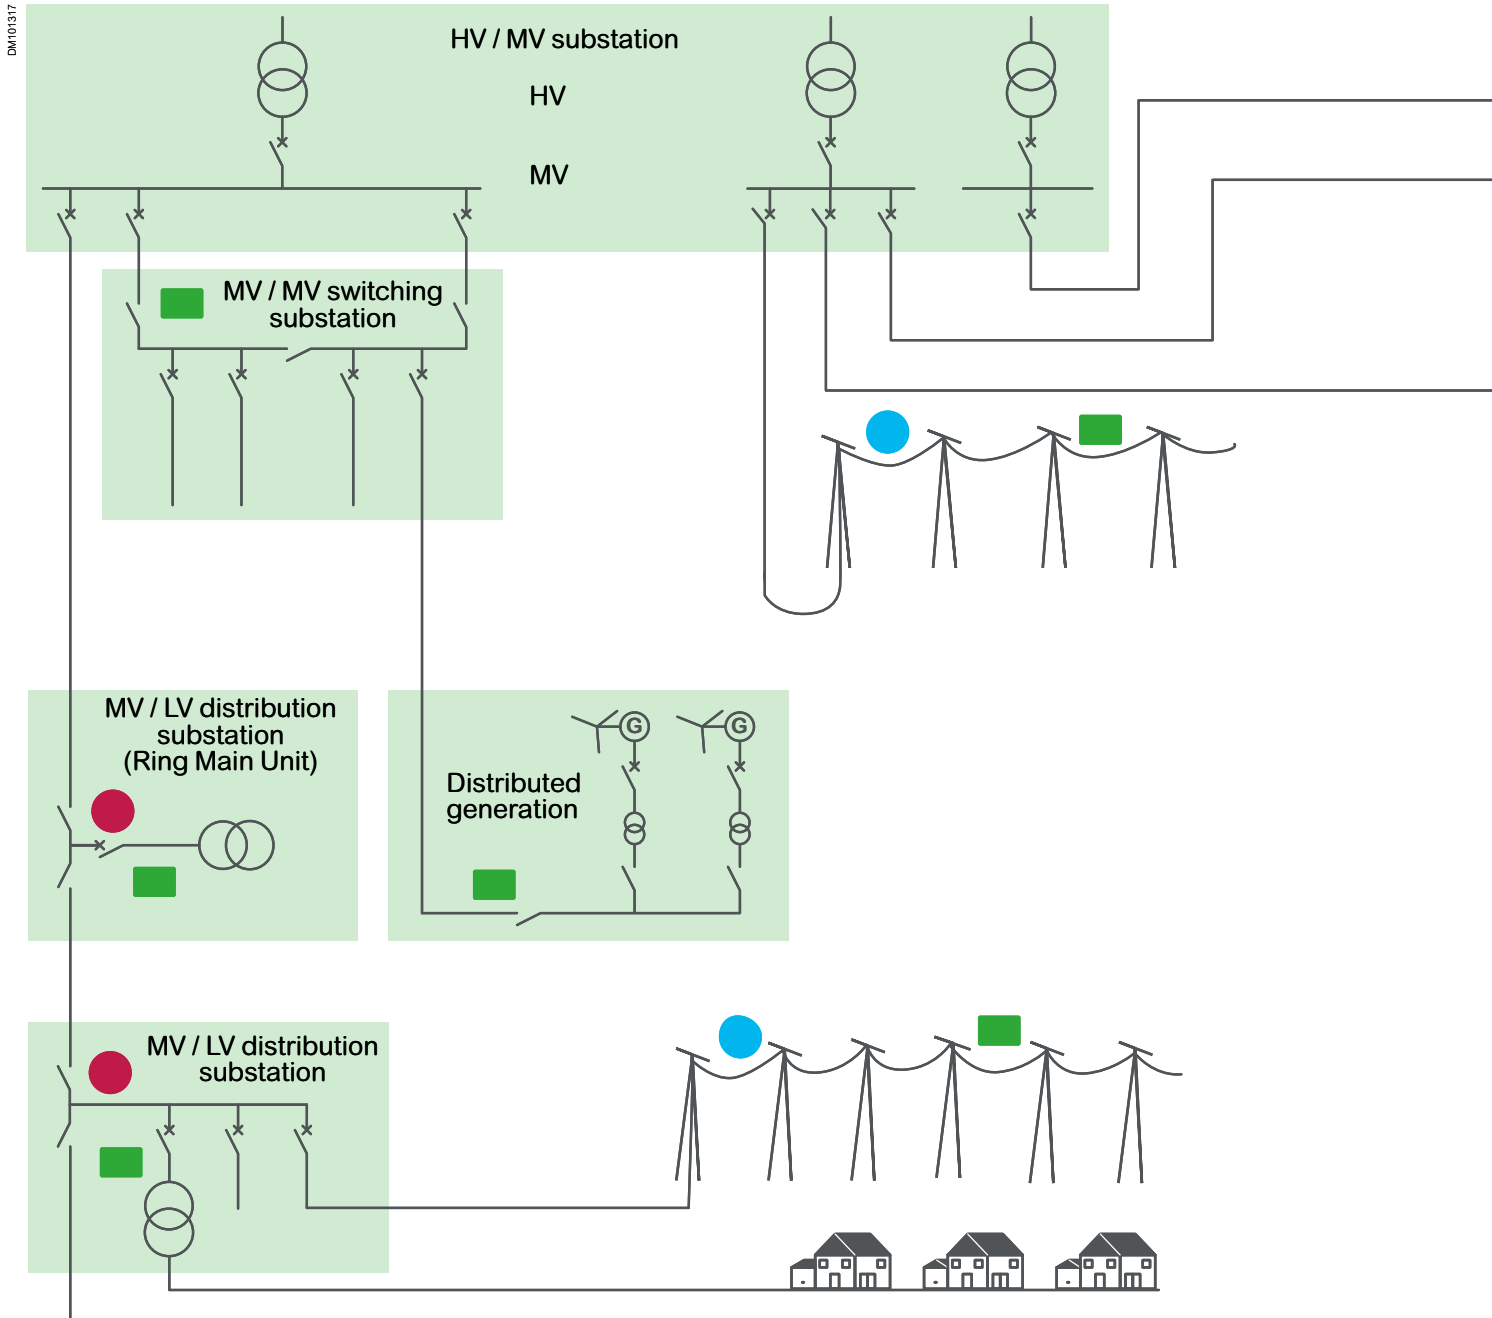 DM101317
HV / MV substation
HV
MV
MV / MV switching
substation
MV / LV distribution
substation
(Ring Main Unit)
G
G
Distributed
generation
MV / LV distribution
substation